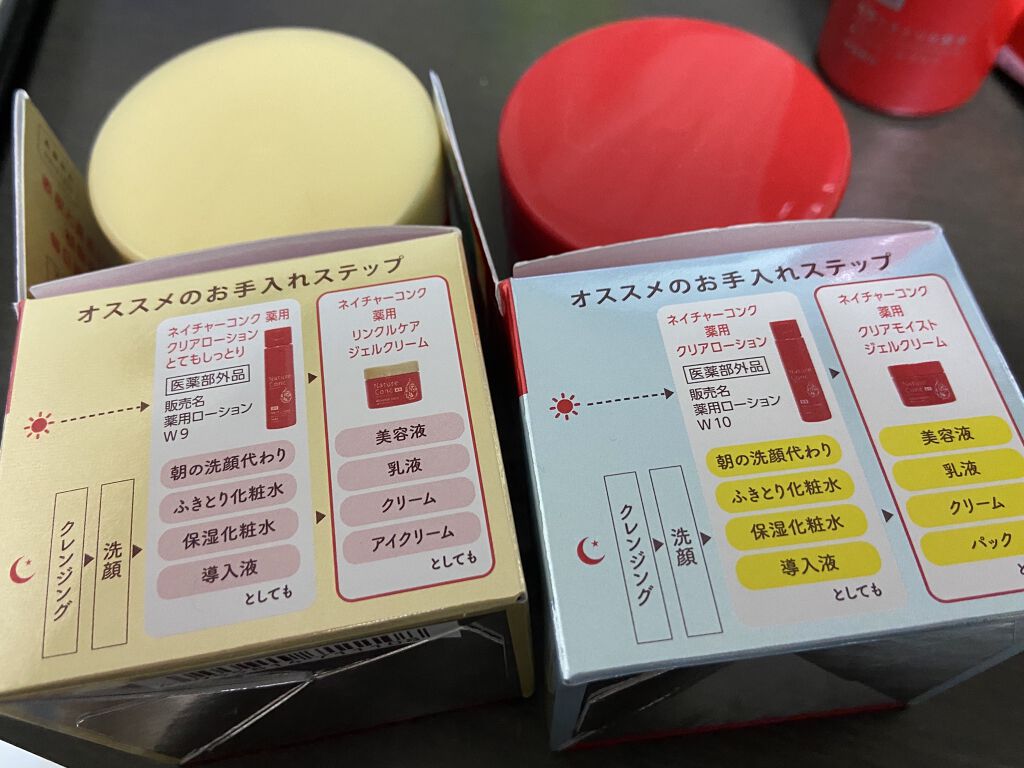 オススメのお手入れステップ
ネイチャーコンク 薬用
クリアローション
とてもしっとり
医薬部外品
販売名
薬用ローション
W9
朝の洗顔代わり
ふきとり化粧水
保湿化粧水
導入液
としても
ネイチャーコンク
薬用
リンクルケア
ジェルクリーム
Nature
Conc
美容液
乳液
クリーム
アイクリーム
としても
クレンジング
洗顔
オススメのお手入れステップ
ネイチャーコンク
薬用
クリアローション
医薬部外品
販売名
薬用ローション
W10
Nature
Conc
朝の洗顔代わり
ふきとり化粧水
保湿化粧水
導入液
としても
ネイチャーコンク
薬用
クリアモイスト
ジェルクリーム
Nature
Conc
美容液
乳液
クリーム
パック
と
クレンジング
洗顔